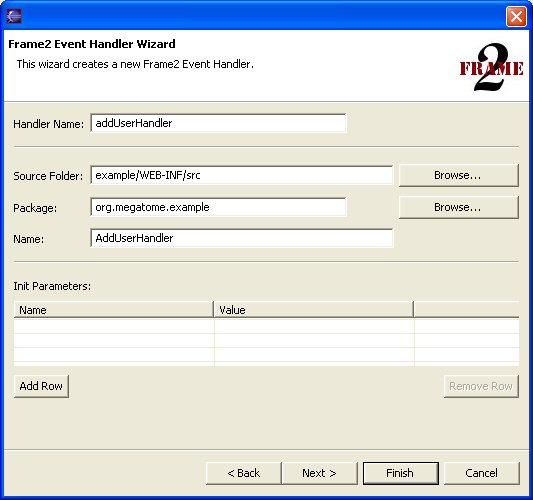 Frame2 Event Handler Wizard
This wizard creates a new Frame2 Event Handler.
FRAME 2
Handler Name: addUserHandler
Source Folder: example/WEB-INF/src Browse...
Package: org.megatome.example Browse...
Name: AddUserHandler
Init Parameters:
Name Value
Add Row Remove Row
< Back Next > Finish Cancel